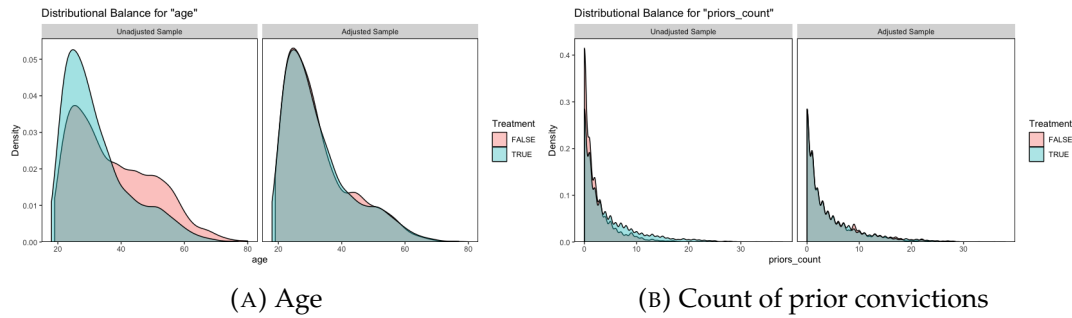 Distributional Balance for "age"
Unadjusted Sample
Adjusted Sample
0.05
0.04
0.03
0.02
0.01
0.00
Density
20 40 60 80 20 40 60 80
age
Treatment
FALSE
TRUE
(A) Age
Distributional Balance for "priors_count"
Unadjusted Sample
Adjusted Sample
0.4
0.3
0.2
0.1
0.0
Density
0 10 20 30 0 10 20 30
priors_count
Treatment
FALSE
TRUE
(B) Count of prior convictions